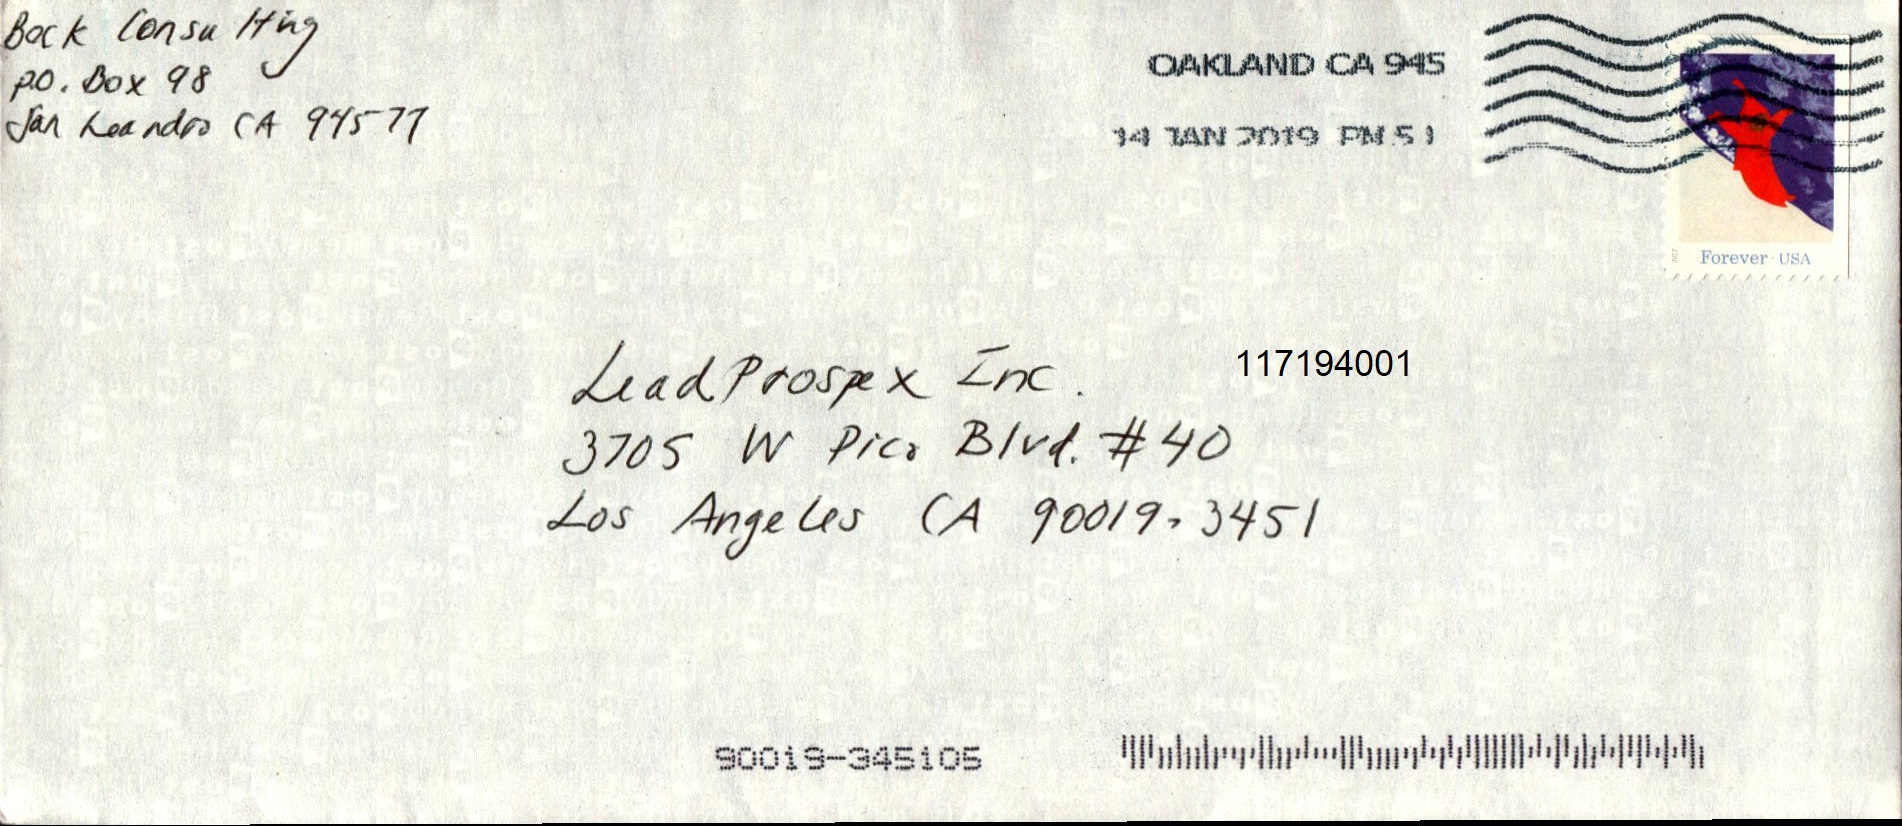 Bock Consulting
P.O. Box 98
San Leandro CA 94577
OAKLAND CA 945
14 JAN 2019 PM 5 1
Forever USA
LeadProspex Inc.
117194001
3705 W Pico Blvd. #40
Los Angeles CA 90019-3451
90019-345105